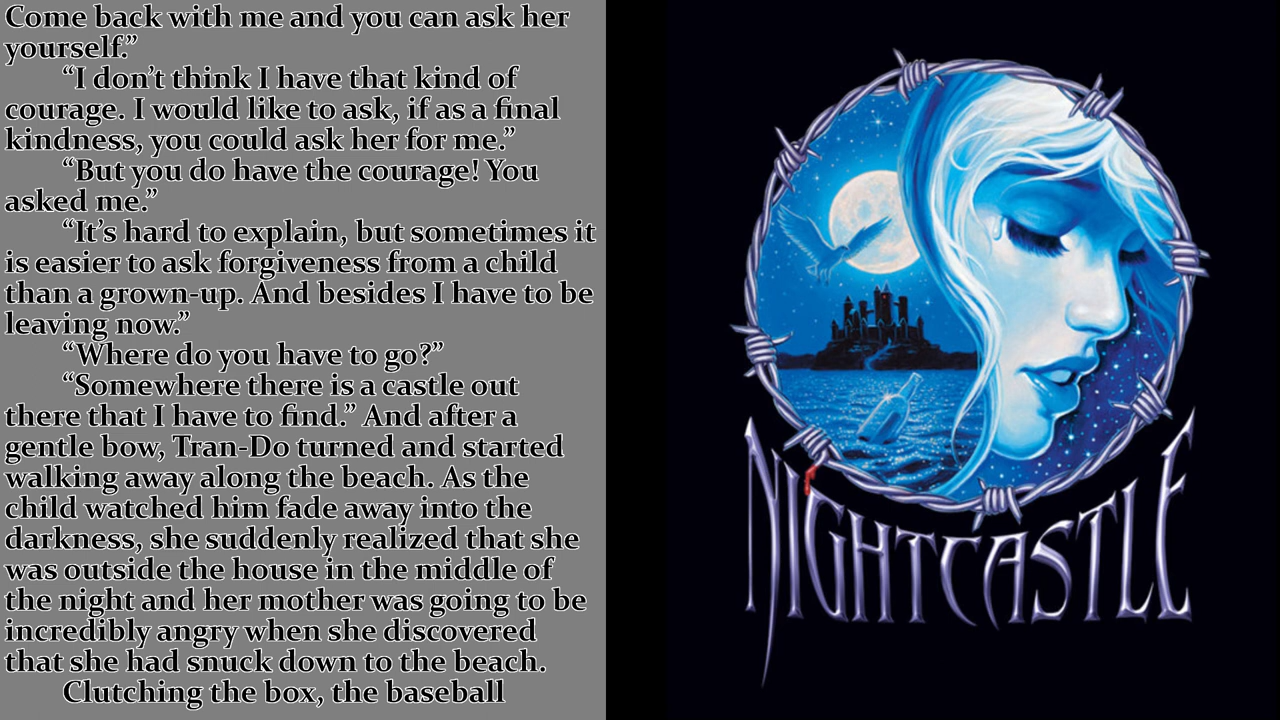 Come back with me and you can ask her
yourself.”
“I don’t think I have that kind of
courage. I would like to ask, if as a final
kindness, you could ask her for me.”
“But you do have the courage! You
asked me.”
“It’s hard to explain, but sometimes it
is easier to ask forgiveness from a child
than a grown-up. And besides I have to be
leaving now.”
“Where do you have to go?”
“Somewhere there is a castle out
there that I have to find.” And after a
gentle bow, Tran-Do turned and started
walking away along the beach. As the
child watched him fade away into the
darkness, she suddenly realized that she
was outside the house in the middle of
the night and her mother was going to be
incredibly angry when she discovered
that she had snuck down to the beach.
Clutching the box, the baseball
NIGHTCASTLE